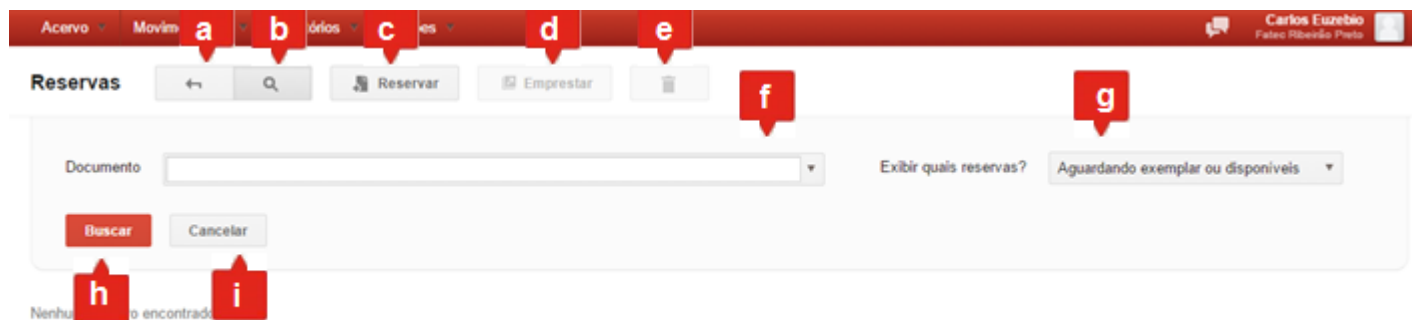 Acervo Movim órios es Carlos Euzebio
Fatec Ribeirão Preto
a b c d e
Reservas Reservar Emprestar
f g
Documento Exibir quais reservas? Aguardando exemplar ou disponíveis
Buscar Cancelar
h i
Nenhu o encontrado